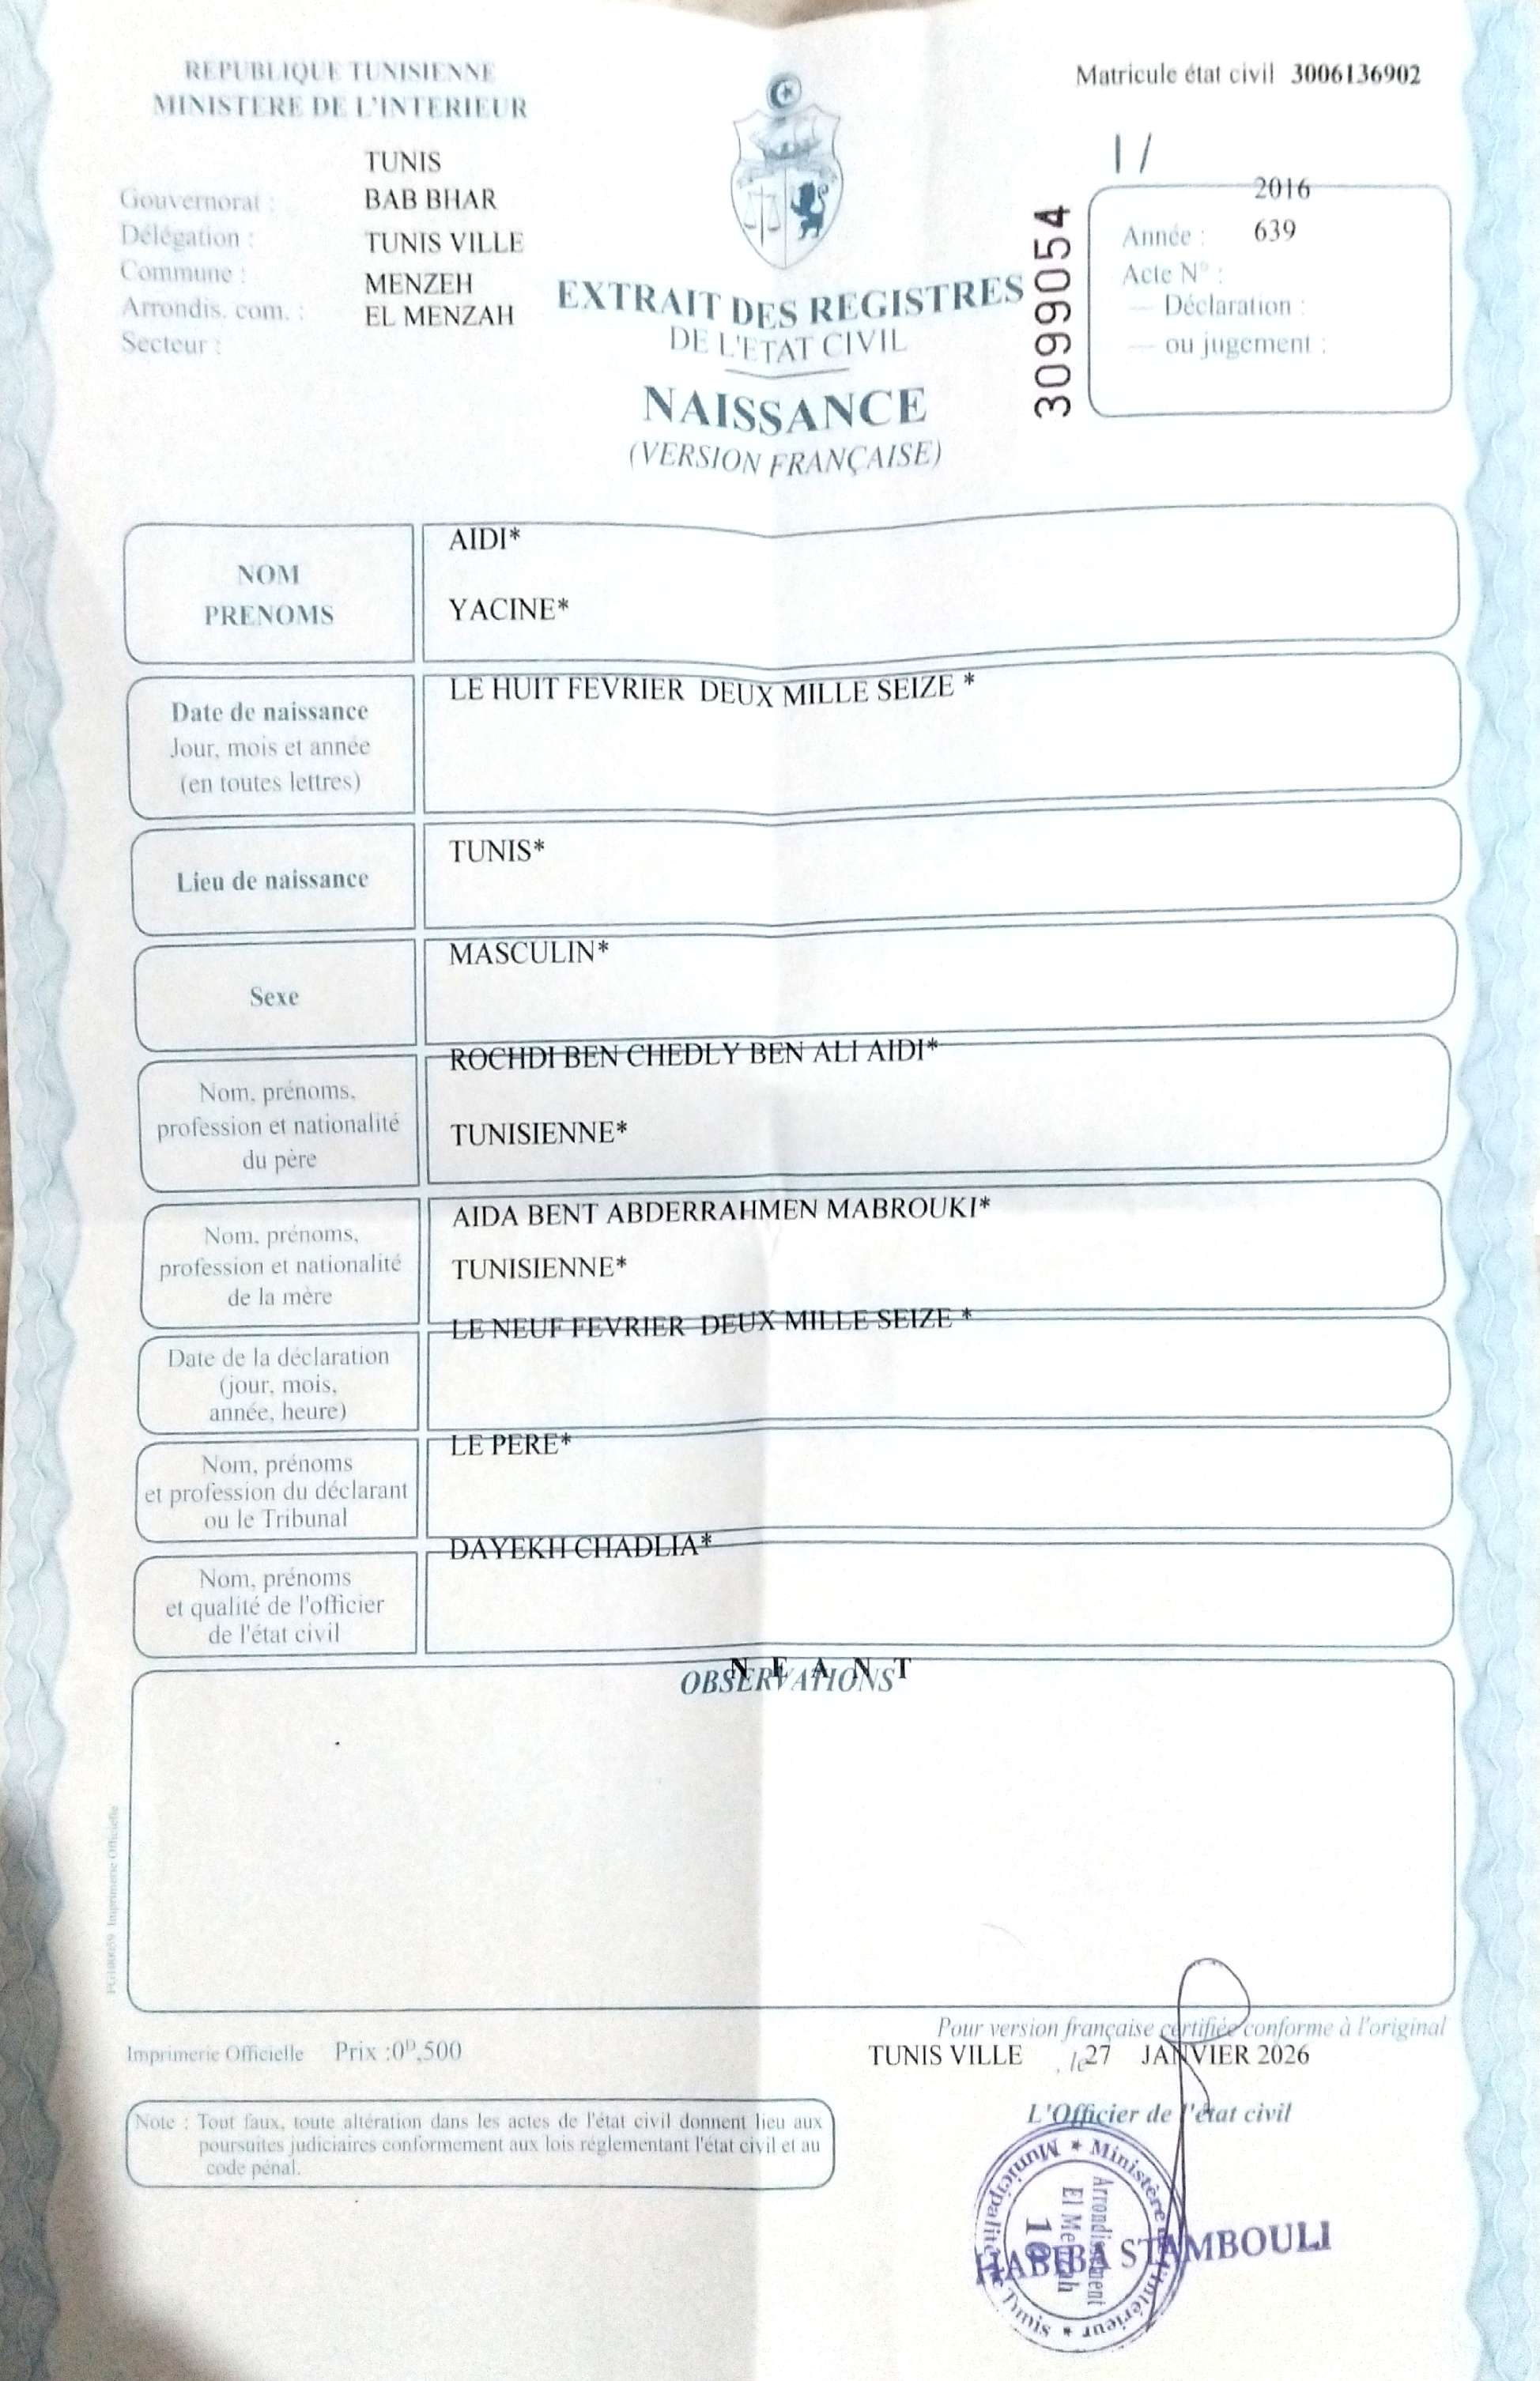 REPUBLIQUE TUNISIENNE
MINISTERE DE L'INTERIEUR
Matricule état civil 3006136902
TUNIS
Gouvernorat : BAB BHAR
Délégation : TUNIS VILLE
Commune : MENZEH
Arrondis. com. : EL MENZAH
Secteur :
1/
2016
Année : 639
Acte N° :
— Déclaration :
— ou jugement :
3099054
EXTRAIT DES REGISTRES
DE L'ETAT CIVIL
NAISSANCE
(VERSION FRANÇAISE)
NOM
PRENOMS
AIDI*
YACINE*
Date de naissance
Jour, mois et année
(en toutes lettres)
LE HUIT FEVRIER DEUX MILLE SEIZE *
Lieu de naissance
TUNIS*
Sexe
MASCULIN*
Nom, prénoms,
profession et nationalité
du père
ROCHDI BEN CHEDLY BEN ALI AIDI*
TUNISIENNE*
Nom, prénoms,
profession et nationalité
de la mère
AIDA BENT ABDERRAHMEN MABROUKI*
TUNISIENNE*
Date de la déclaration
(jour, mois,
année, heure)
LE NEUF FEVRIER DEUX MILLE SEIZE *
Nom, prénoms
et profession du déclarant
ou le Tribunal
LE PERE*
Nom, prénoms
et qualité de l'officier
de l'état civil
DAYEKH CHADLIA*
OBSERVATIONS
N E A N T
Imprimerie Officielle
Imprimerie Officielle Prix :0ᴰ,500
Pour version française certifiée conforme à l'original
TUNIS VILLE , le 27 JANVIER 2026
L'Officier de l'état civil
Note : Tout faux, toute altération dans les actes de l'état civil donnent lieu aux
poursuites judiciaires conformement aux lois réglementant l'état civil et au
code pénal.
★ Ministère de l'Intérieur ★ Municipalité de Tunis
Arrondissement
El Menzah
HABIBA STAMBOULI